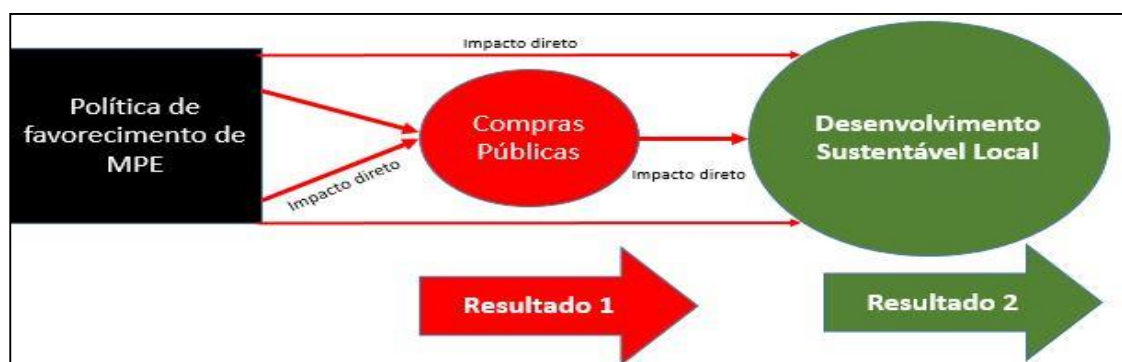 Impacto direto
Política de
favorecimento de
MPE
Compras
Públicas
Desenvolvimento
Sustentável Local
Impacto direto
Impacto direto
Resultado 1
Resultado 2